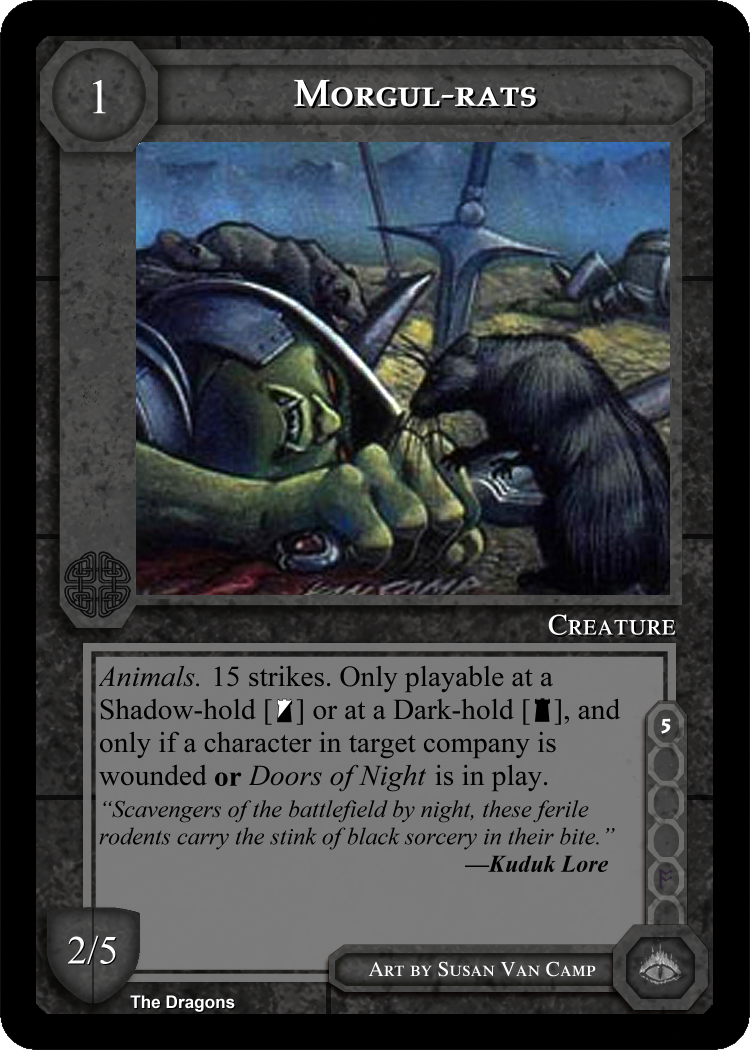 1
MORGUL-RATS
VAN CAMP
CREATURE
Animals. 15 strikes. Only playable at a
Shadow-hold [] or at a Dark-hold [], and
only if a character in target company is
wounded or Doors of Night is in play.
“Scavengers of the battlefield by night, these ferile
rodents carry the stink of black sorcery in their bite.”
—Kuduk Lore
5
2/5
ART BY SUSAN VAN CAMP
The Dragons